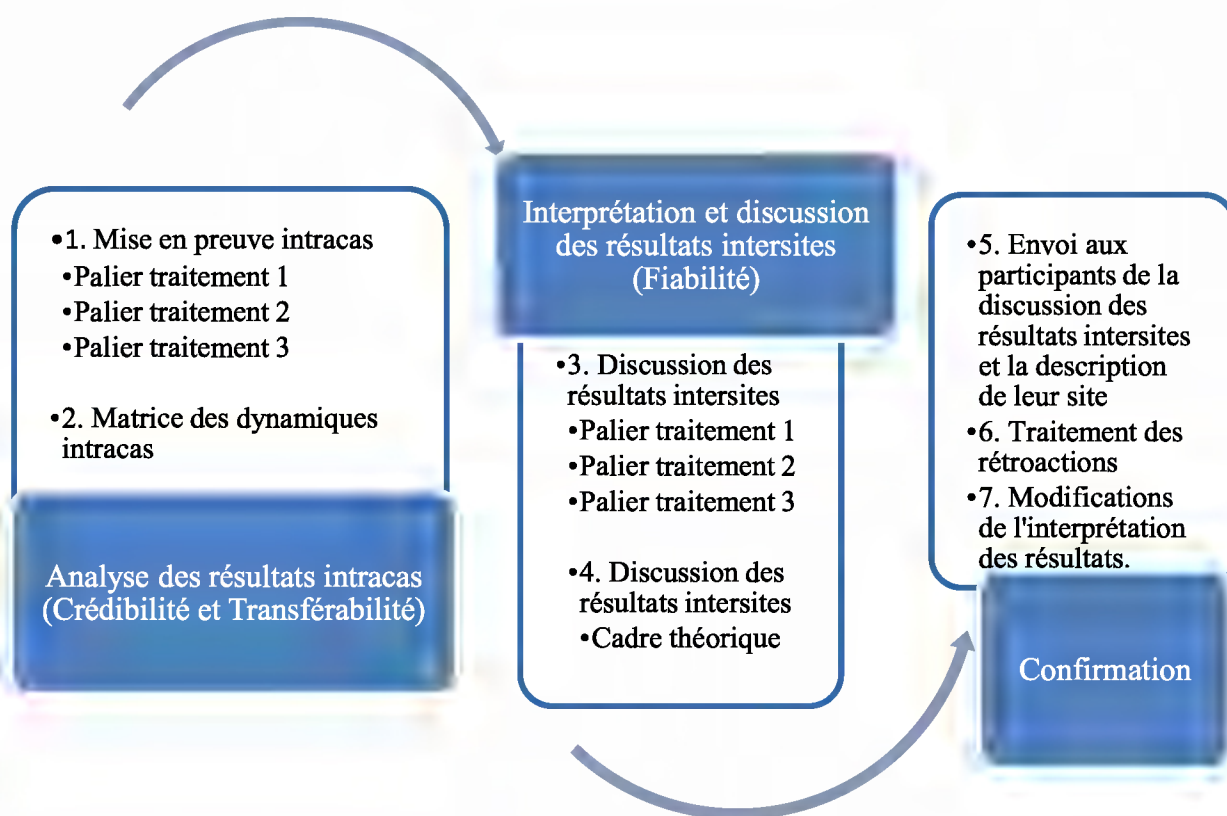 •1. Mise en preuve intracas
•Palier traitement 1
•Palier traitement 2
•Palier traitement 3
•2. Matrice des dynamiques
intracas
Analyse des résultats intracas
(Crédibilité et Transférabilité)
Interprétation et discussion
des résultats intersites
(Fiabilité)
•3. Discussion des
résultats intersites
•Palier traitement 1
•Palier traitement 2
•Palier traitement 3
•4. Discussion des
résultats intersites
•Cadre théorique
•5. Envoi aux
participants de la
discussion des
résultats intersites
et la description
de leur site
•6. Traitement des
rétroactions
•7. Modifications
de l'interprétation
des résultats.
Confirmation